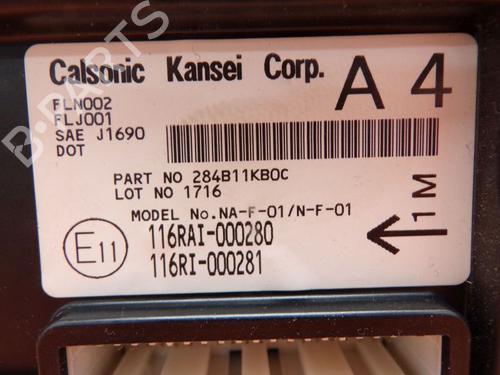 Calsonic Kansei Corp. A 4
FLN002
FLJ001
SAE J1690
DOT
PART NO 284B11KB0C
LOT NO 1716
MODEL No.NA-F-01/N-F-01
1M
E11
116RAI-000280
116RI-000281
B-PARTS